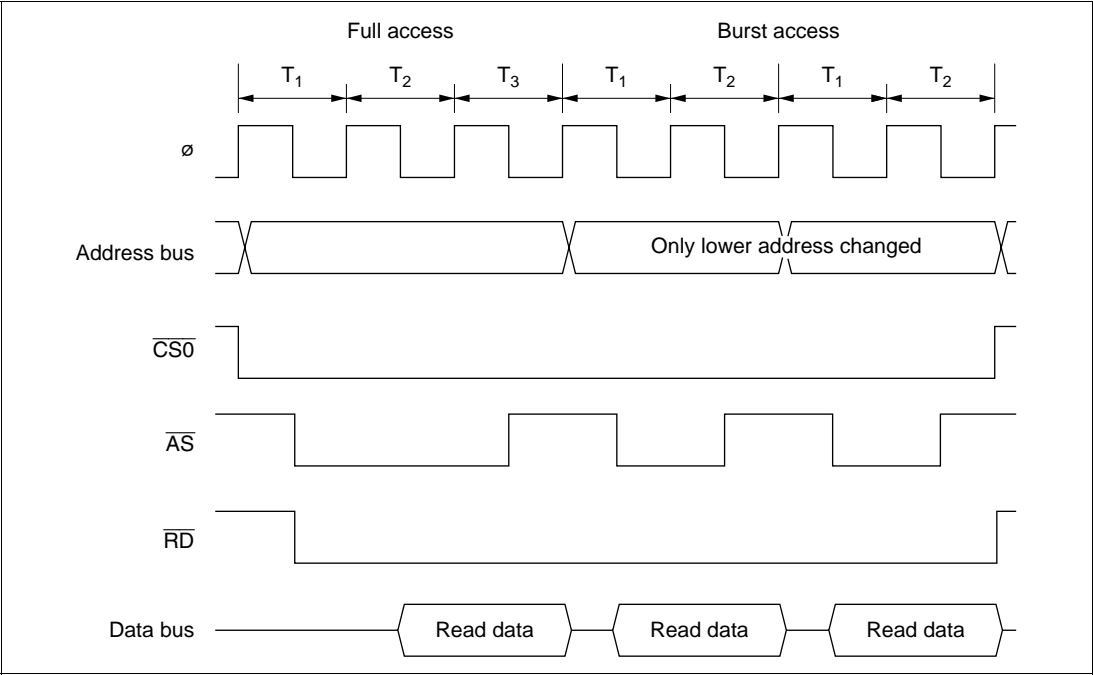 Full access Burst access
T1 T2 T3 T1 T2 T1 T2
ø
Address bus Only lower address changed
CS0
AS
RD
Data bus Read data Read data Read data